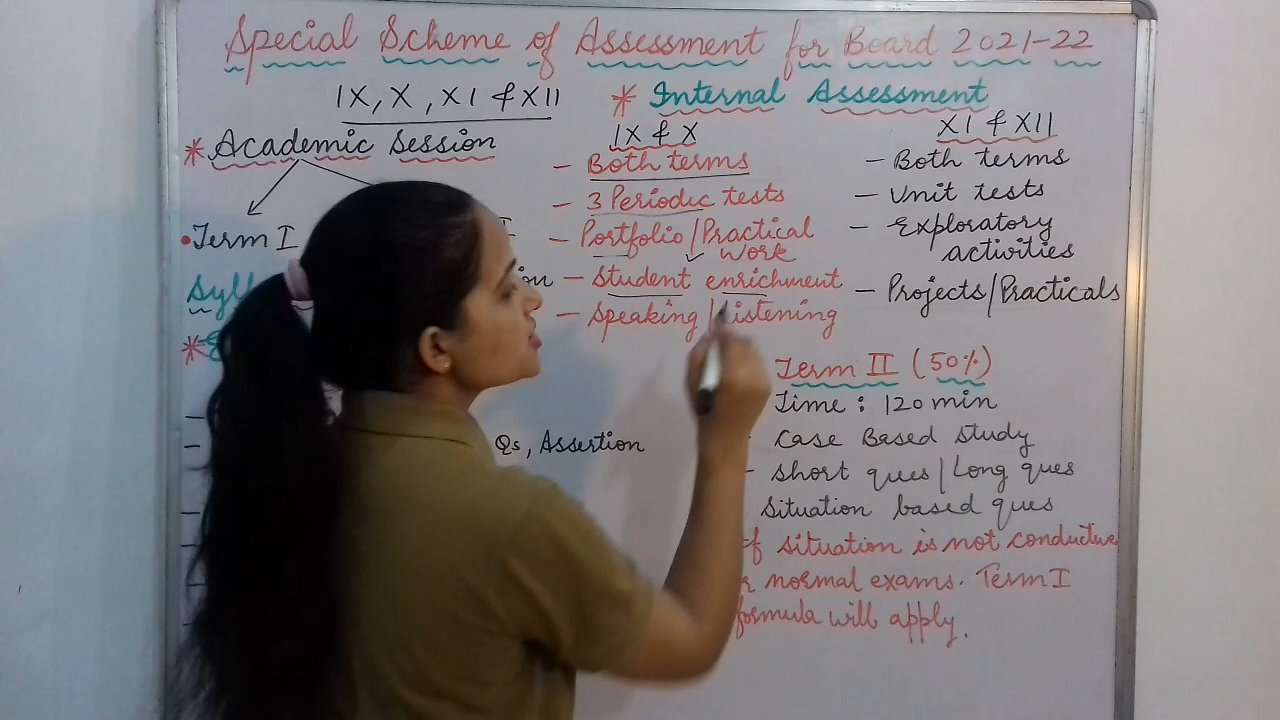 Special Scheme of Assessment for Board 2021-22
IX, X, XI & XII
* Academic Session
• Term I
* Internal Assessment
IX & X
- Both terms
- 3 Periodic tests
- Portfolio/Practical
work
- Student enrichment
- Speaking/Listening
XI & XII
- Both terms
- Unit tests
- Exploratory
activities
- Projects/Practicals
Qs, Assertion
Term II (50%)
Time : 120 min
- Case Based study
- Short ques/Long ques
Situation based ques
situation is not conductive
normal exams. Term I
formula will apply.